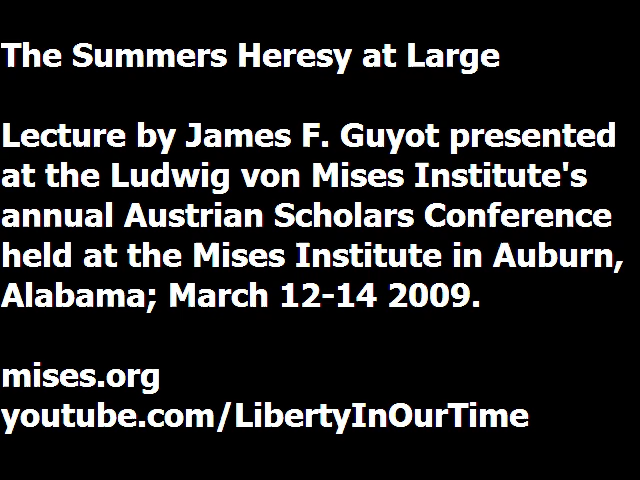 The Summers Heresy at Large
Lecture by James F. Guyot presented
at the Ludwig von Mises Institute's
annual Austrian Scholars Conference
held at the Mises Institute in Auburn,
Alabama; March 12-14 2009.
mises.org
youtube.com/LibertyInOurTime